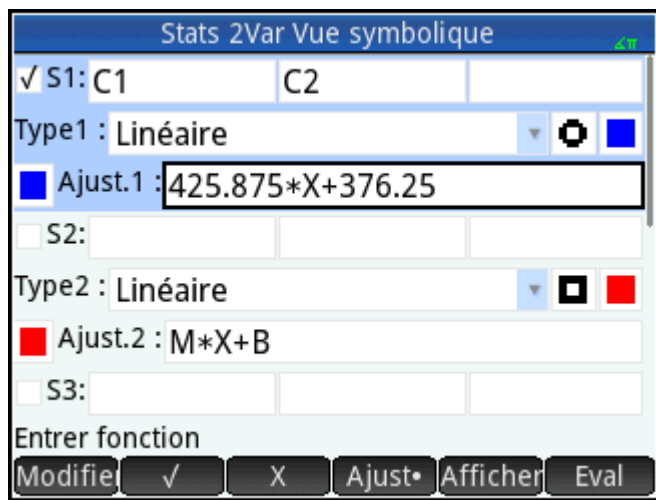 Stats 2Var Vue symbolique ∡π
√ S1: C1 C2
Type1 : Linéaire
Ajust.1 : 425.875*X+376.25
S2:
Type2 : Linéaire
Ajust.2 : M*X+B
S3:
Entrer fonction
Modifie √ X Ajust• Afficher Eval